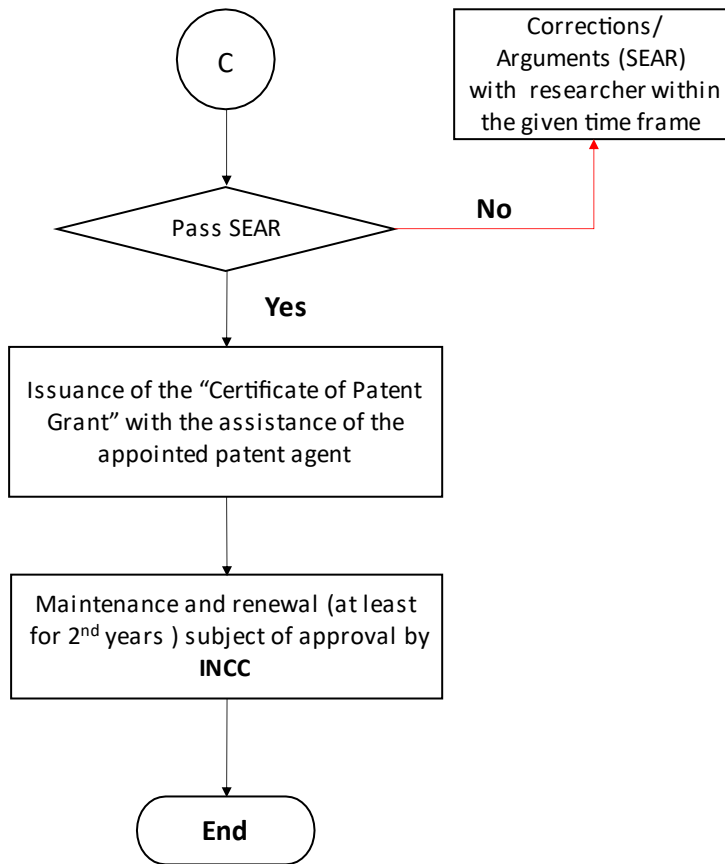 C
Corrections/
Arguments (SEAR)
with researcher within
the given time frame
Pass SEAR
No
Yes
Issuance of the “Certificate of Patent
Grant” with the assistance of the
appointed patent agent
Maintenance and renewal (at least
for 2nd years ) subject of approval by
INCC
End